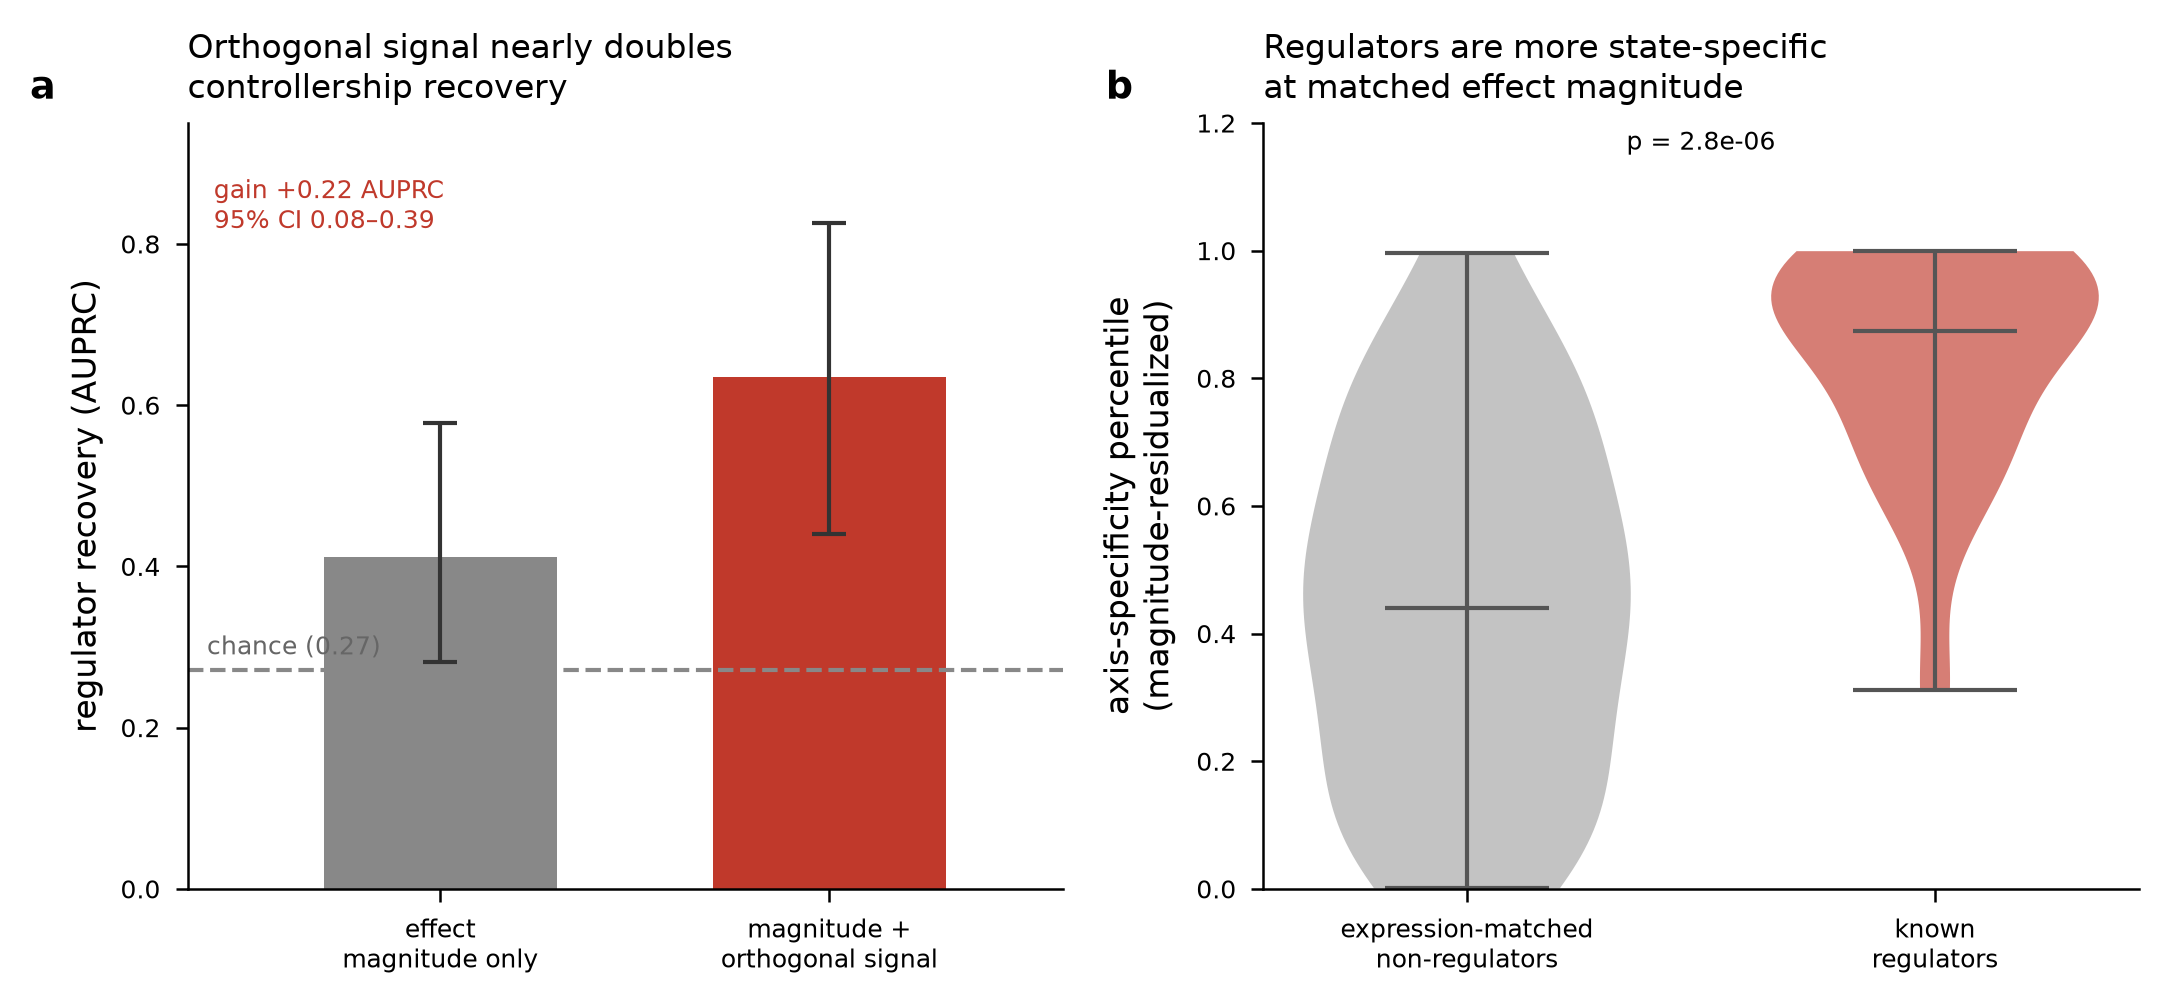 a
Orthogonal signal nearly doubles
controllership recovery
gain +0.22 AUPRC
95% CI 0.08–0.39
regulator recovery (AUPRC)
0.8
0.6
0.4
0.2
0.0
chance (0.27)
effect
magnitude only
magnitude +
orthogonal signal
b
Regulators are more state-specific
at matched effect magnitude
p = 2.8e-06
axis-specificity percentile
(magnitude-residualized)
1.2
1.0
0.8
0.6
0.4
0.2
0.0
expression-matched
non-regulators
known
regulators